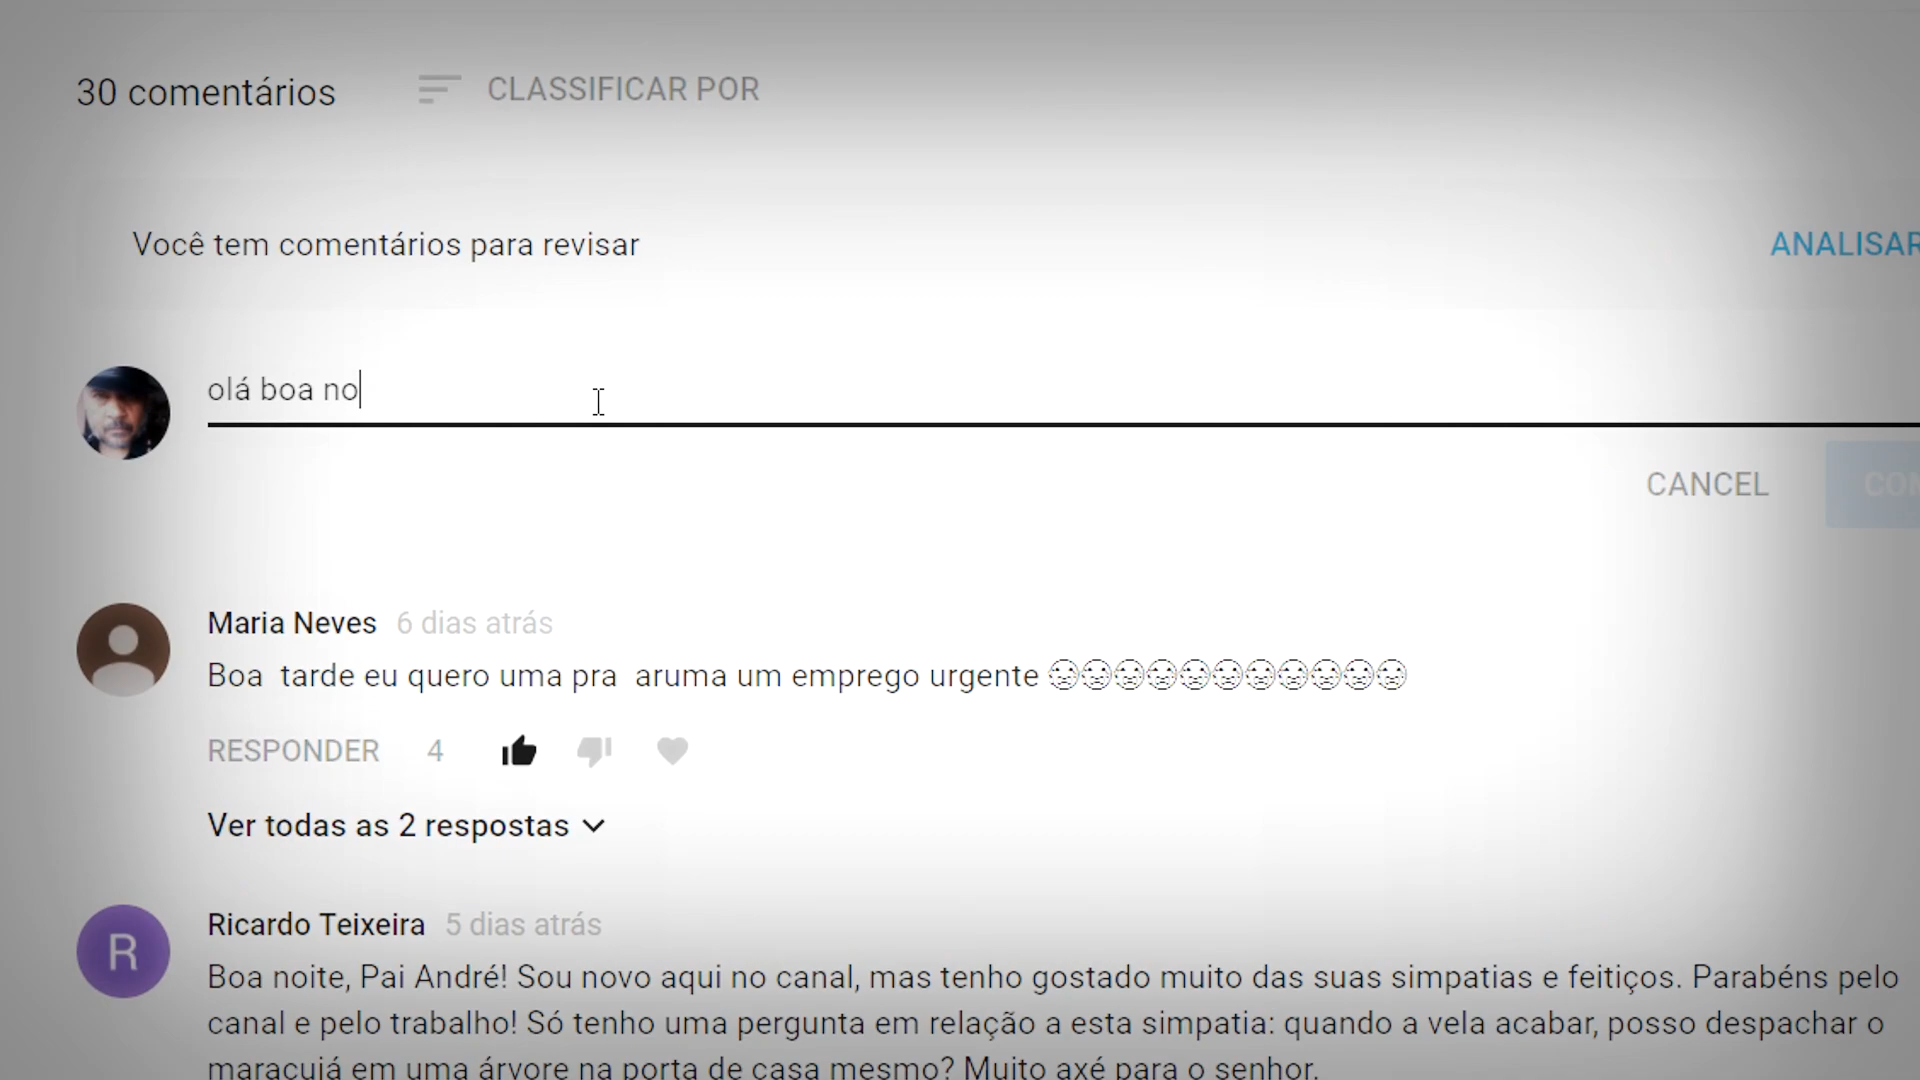 30 comentários
CLASSIFICAR POR
Você tem comentários para revisar
ANALISAR
olá boa no
CANCEL
Maria Neves 6 dias atrás
Boa tarde eu quero uma pra aruma um emprego urgente
RESPONDER 4
Ver todas as 2 respostas
R
Ricardo Teixeira 5 dias atrás
Boa noite, Pai André! Sou novo aqui no canal, mas tenho gostado muito das suas simpatias e feitiços. Parabéns pelo
canal e pelo trabalho! Só tenho uma pergunta em relação a esta simpatia: quando a vela acabar, posso despachar o
maracujá em uma árvore na porta de casa mesmo? Muito axé para o senhor.